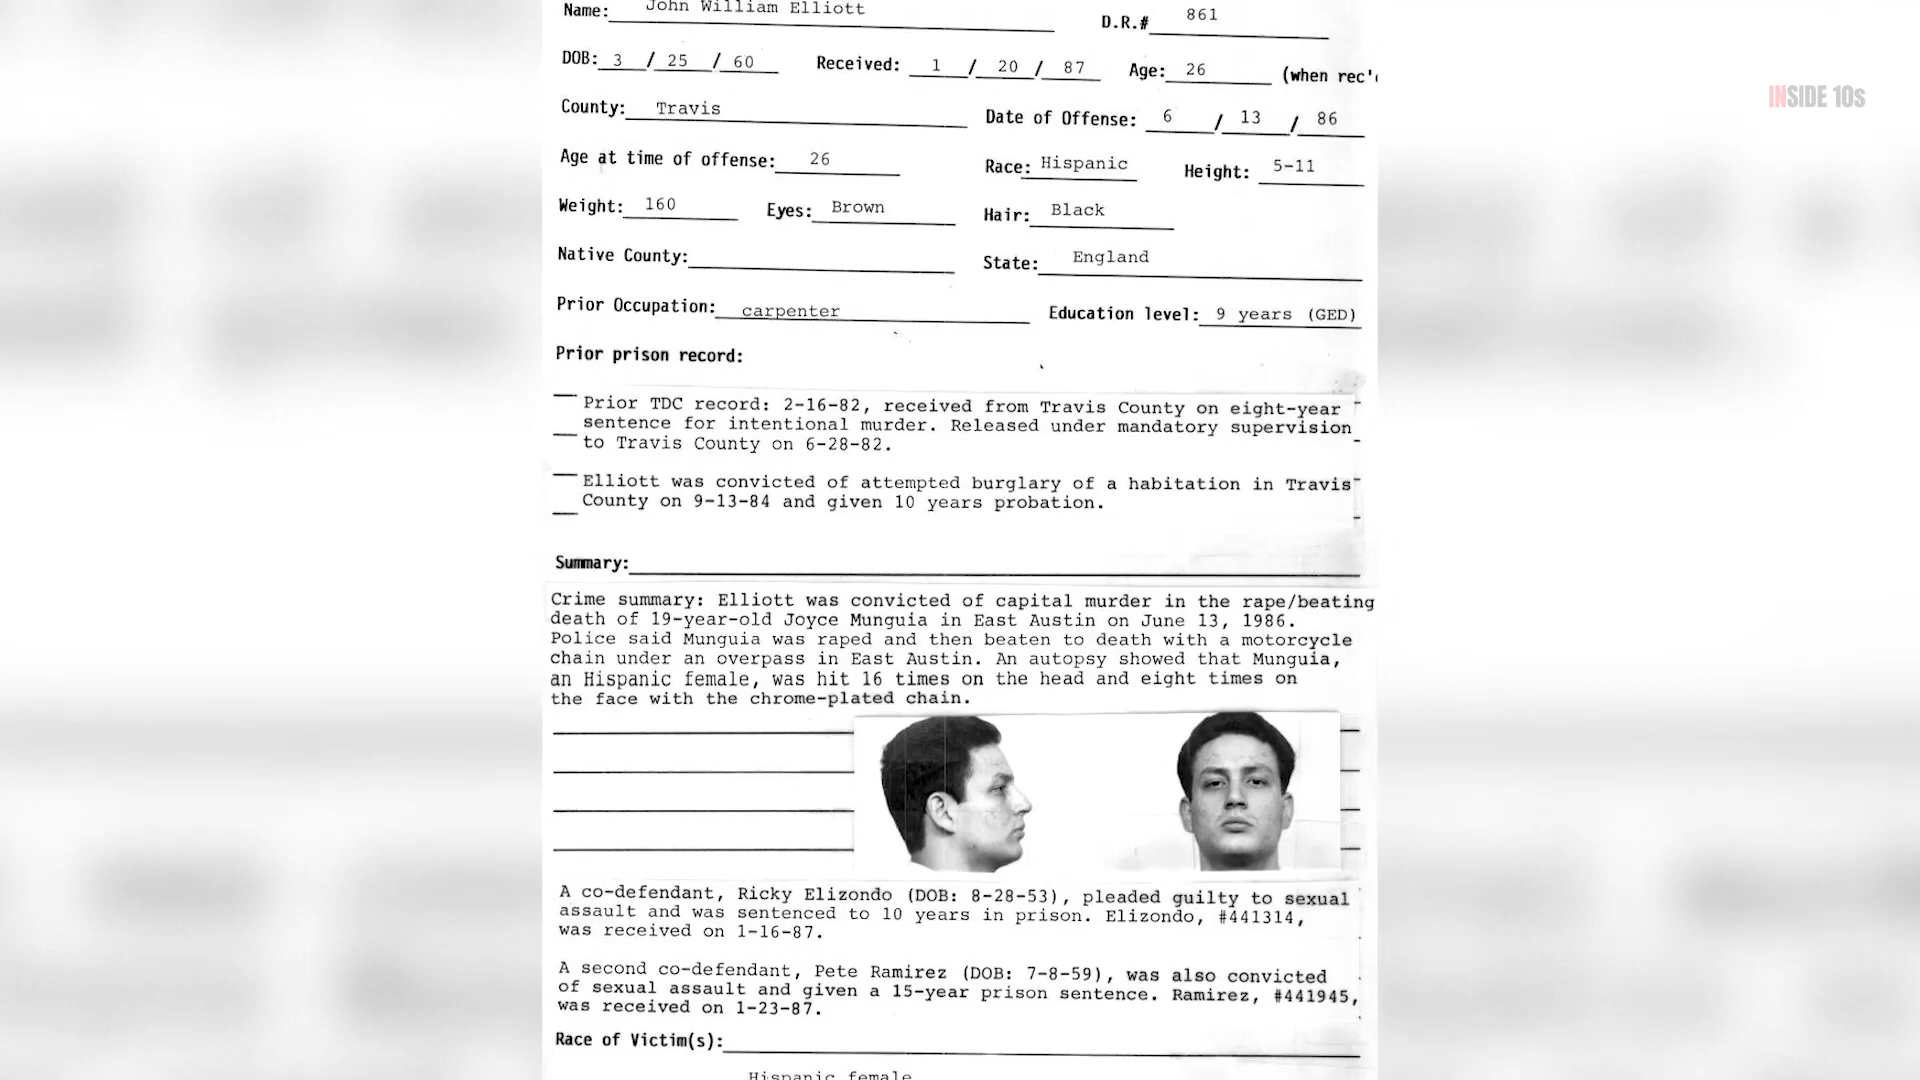 Name: John William Elliott D.R.# 861
DOB: 3 / 25 / 60 Received: 1 / 20 / 87 Age: 26 (when rec'd
INSIDE 10s
County: Travis Date of Offense: 6 / 13 / 86
Age at time of offense: 26 Race: Hispanic Height: 5-11
Weight: 160 Eyes: Brown Hair: Black
Native County: State: England
Prior Occupation: carpenter Education level: 9 years (GED)
Prior prison record:
Prior TDC record: 2-16-82, received from Travis County on eight-year
sentence for intentional murder. Released under mandatory supervision
to Travis County on 6-28-82.
Elliott was convicted of attempted burglary of a habitation in Travis
County on 9-13-84 and given 10 years probation.
Summary:
Crime summary: Elliott was convicted of capital murder in the rape/beating
death of 19-year-old Joyce Munguia in East Austin on June 13, 1986.
Police said Munguia was raped and then beaten to death with a motorcycle
chain under an overpass in East Austin. An autopsy showed that Munguia,
an Hispanic female, was hit 16 times on the head and eight times on
the face with the chrome-plated chain.
A co-defendant, Ricky Elizondo (DOB: 8-28-53), pleaded guilty to sexual
assault and was sentenced to 10 years in prison. Elizondo, #441314,
was received on 1-16-87.
A second co-defendant, Pete Ramirez (DOB: 7-8-59), was also convicted
of sexual assault and given a 15-year prison sentence. Ramirez, #441945,
was received on 1-23-87.
Race of Victim(s):
Hispanic female